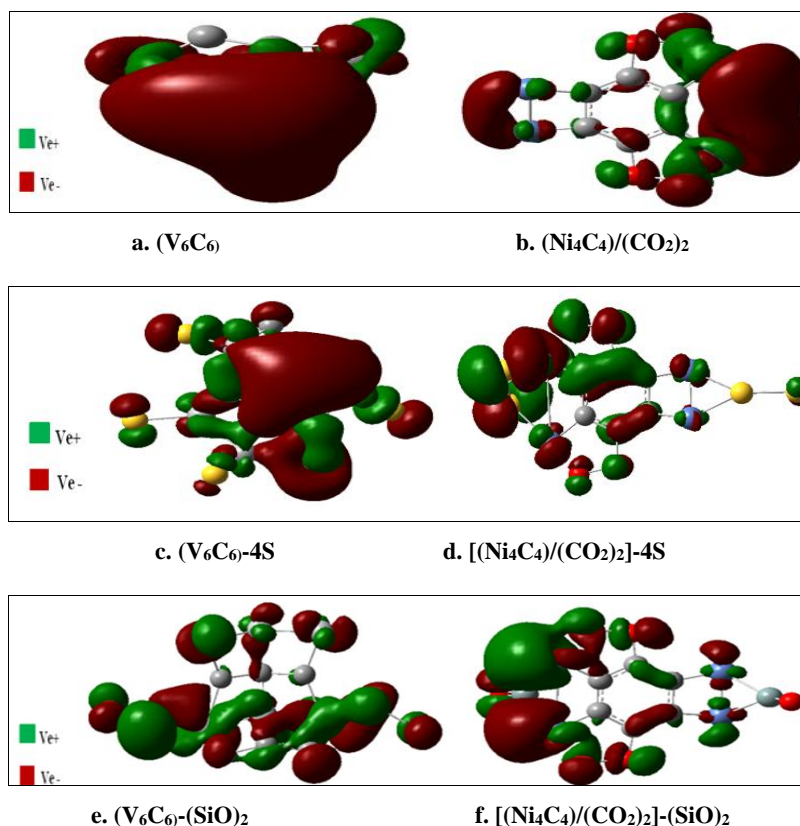 Ve+
Ve-
a. (V₆C₆)
b. (Ni₄C₄)/(CO₂)₂
Ve+
Ve-
c. (V₆C₆)-4S
d. [(Ni₄C₄)/(CO₂)₂]-4S
Ve+
Ve-
e. (V₆C₆)-(SiO)₂
f. [(Ni₄C₄)/(CO₂)₂]-(SiO)₂